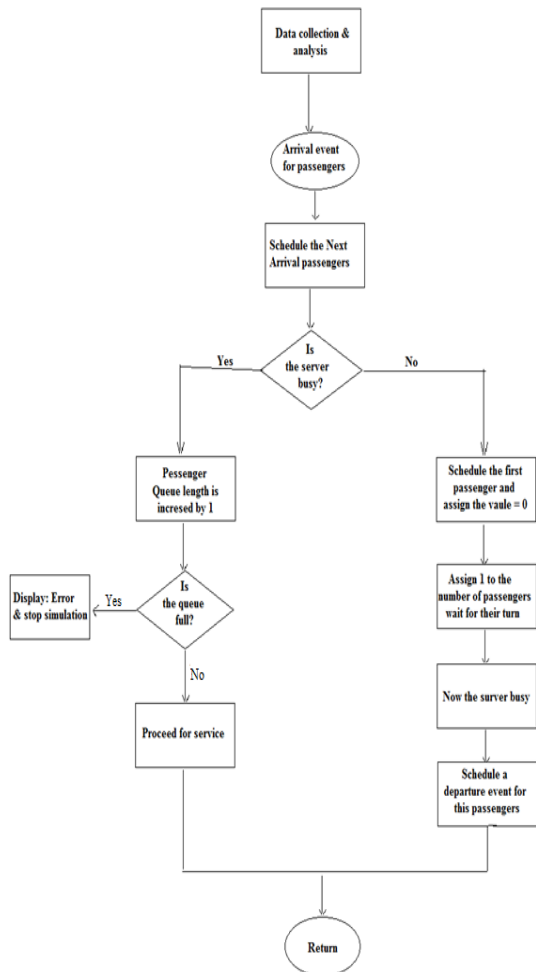 Data collection &
analysis
Arrival event
for passengers
Schedule the Next
Arrival passengers
Is
the server
busy?
Yes
No
Pessenger
Queue length is
incresed by 1
Schedule the first
passenger and
assign the vaule = 0
Is
the queue
full?
Yes
Display: Error
& stop simulation
Assign 1 to the
number of passengers
wait for their turn
No
Now the surver busy
Proceed for service
Schedule a
departure event for
this passengers
Return